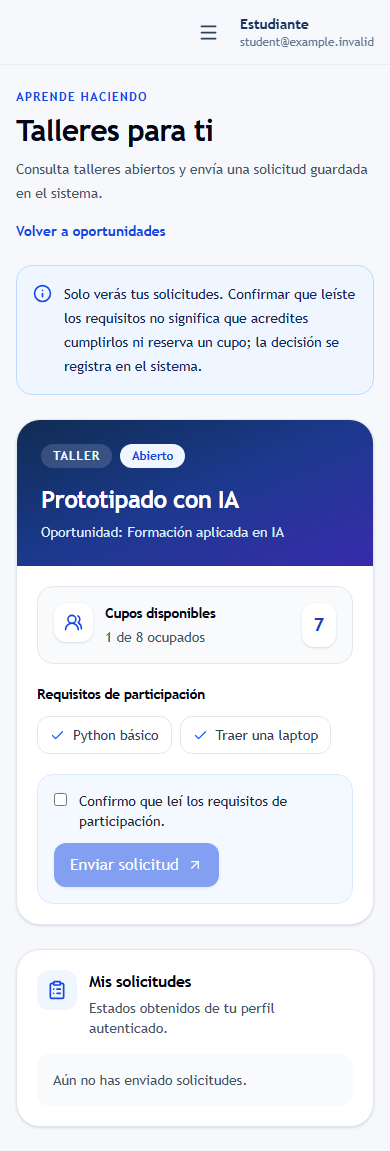 Estudiante
student@example.invalid
APRENDE HACIENDO
Talleres para ti
Consulta talleres abiertos y envía una solicitud guardada
en el sistema.
Volver a oportunidades
Solo verás tus solicitudes. Confirmar que leíste
los requisitos no significa que acredites
cumplirlos ni reserva un cupo; la decisión se
registra en el sistema.
TALLER
Abierto
Prototipado con IA
Oportunidad: Formación aplicada en IA
Cupos disponibles
1 de 8 ocupados
7
Requisitos de participación
Python básico
Traer una laptop
Confirmo que leí los requisitos de
participación.
Enviar solicitud
Mis solicitudes
Estados obtenidos de tu perfil
autenticado.
Aún no has enviado solicitudes.